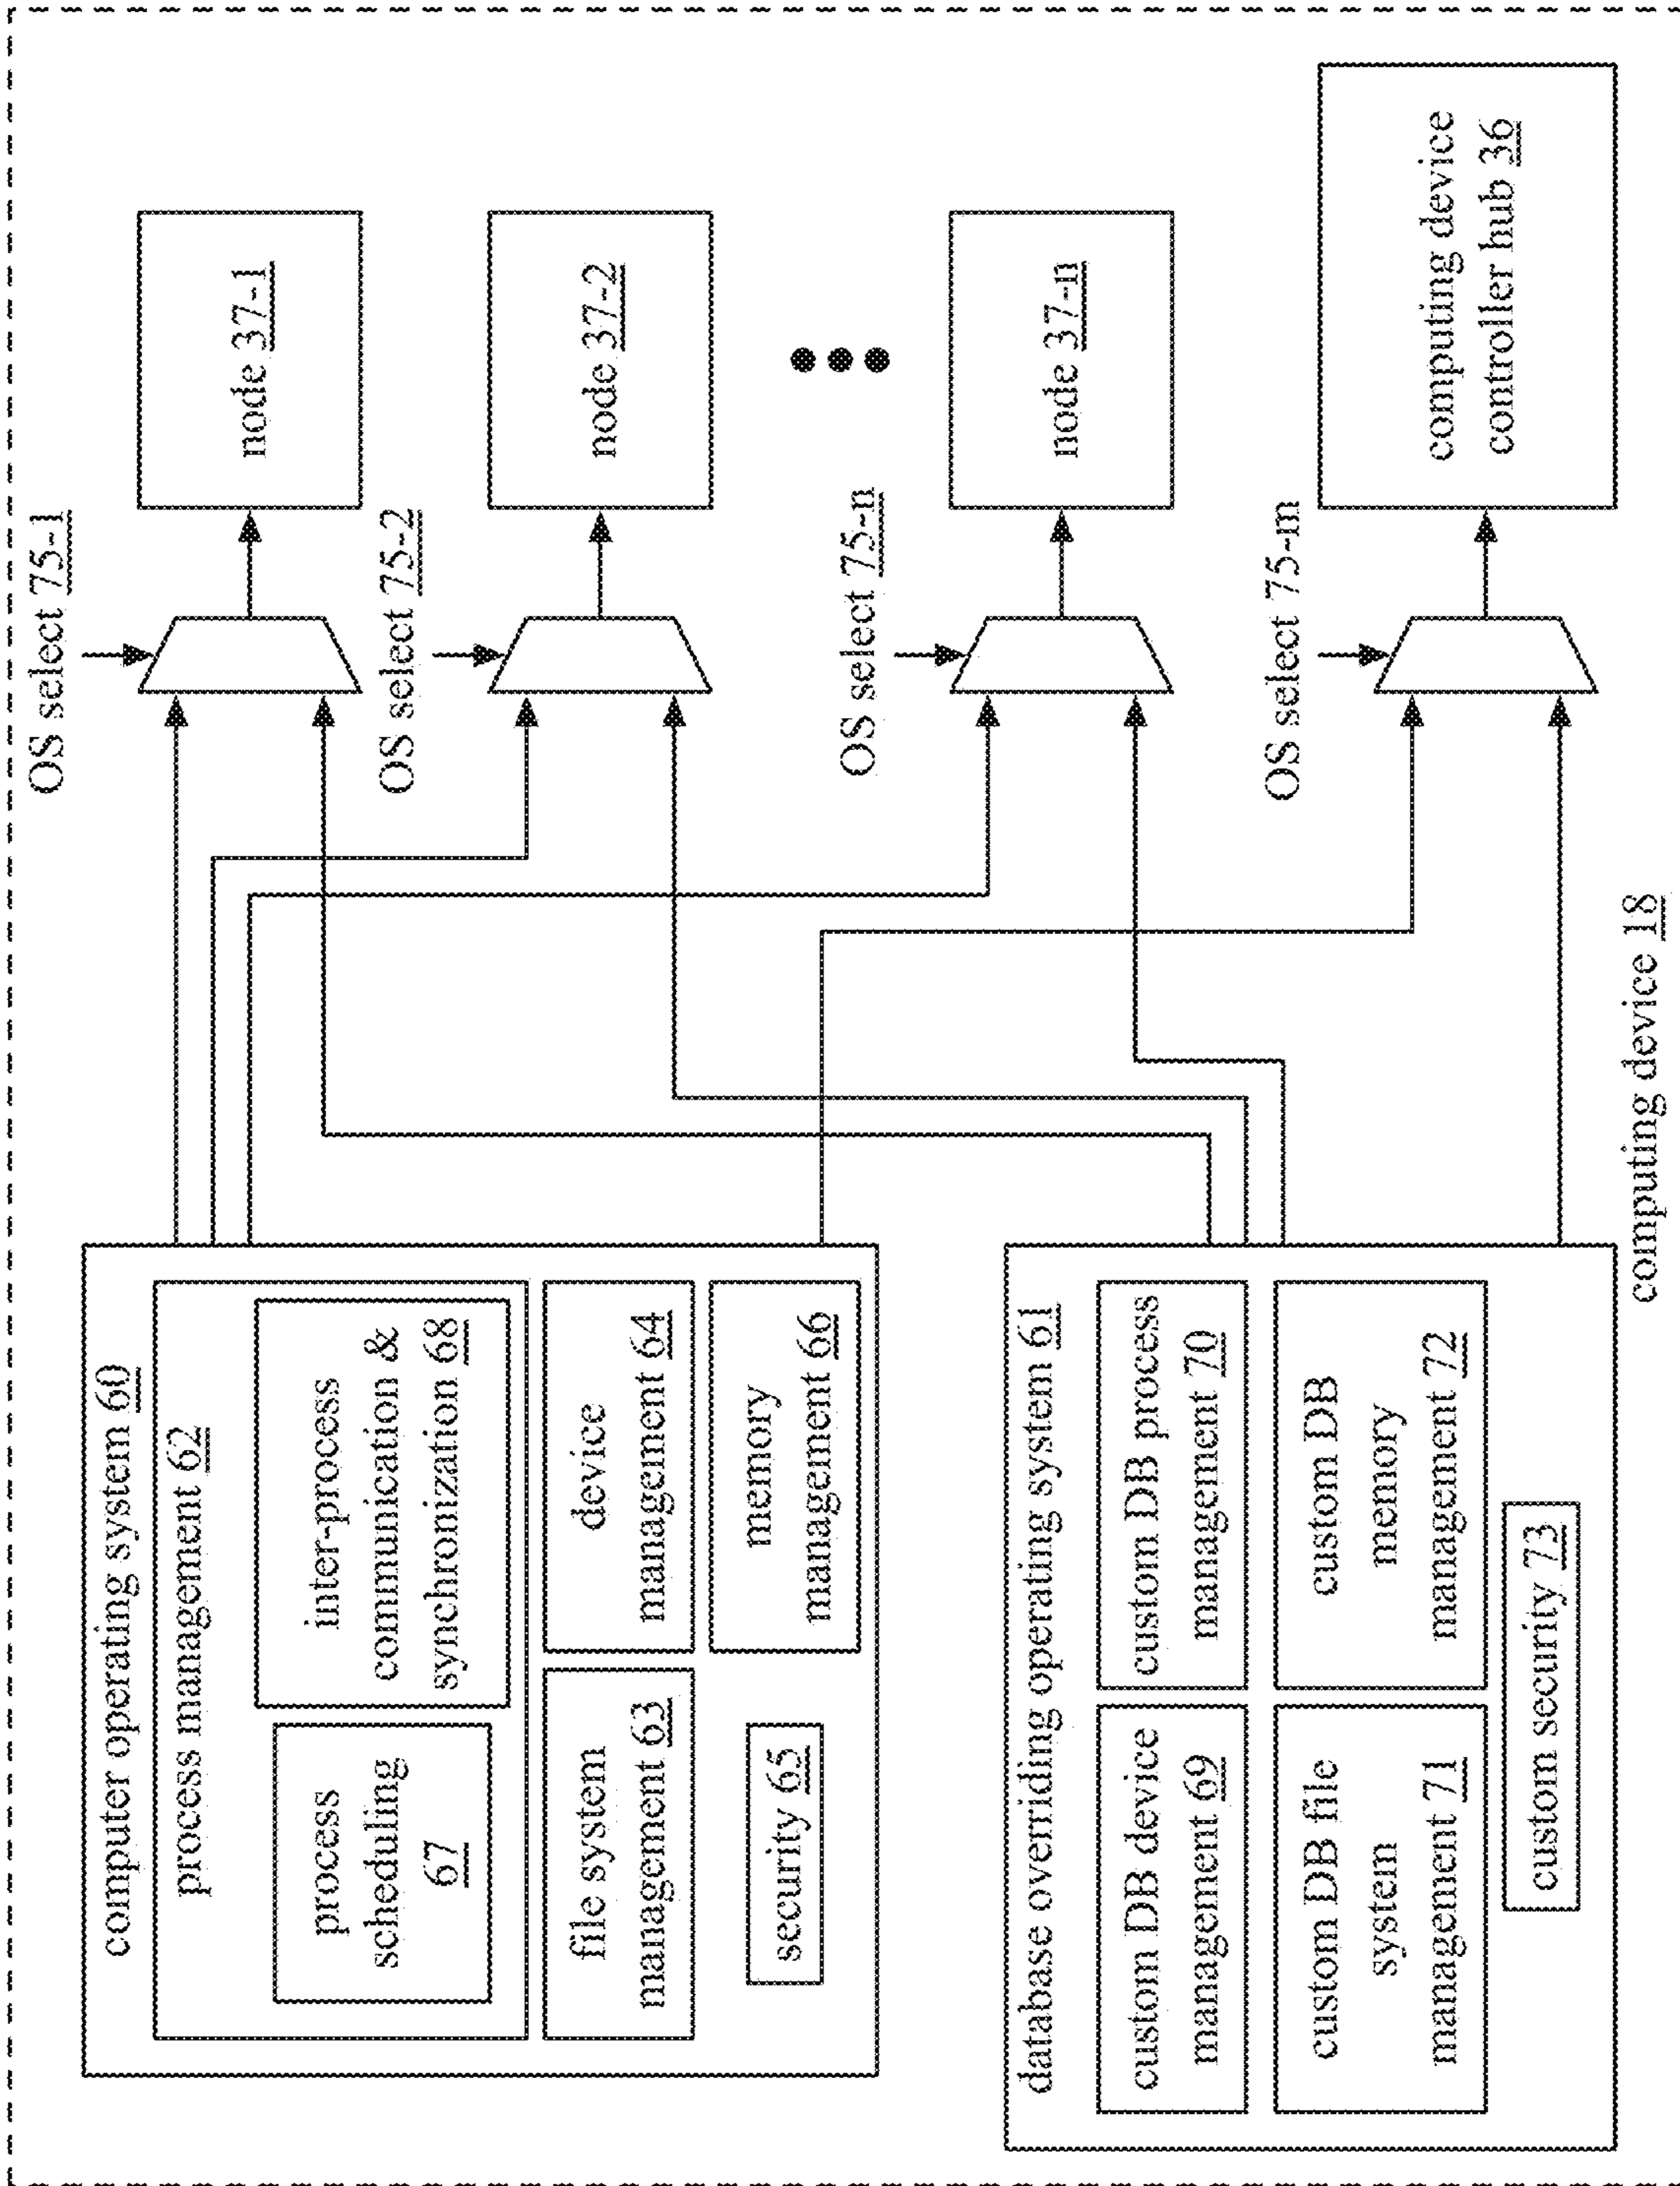 computer operating system 60
process management 62
process
scheduling
67
inter-process
communication &
synchronization 68
file system
management 63
device
management 64
security 65
memory
management 66
database overriding operating system 61
custom DB device
management 69
custom DB process
management 70
custom DB file
system
management 71
custom DB
memory
management 72
custom security 73
OS select 75-1
node 37-1
OS select 75-2
node 37-2
OS select 75-n
node 37-n
OS select 75-m
computing device
controller hub 36
computing device 18